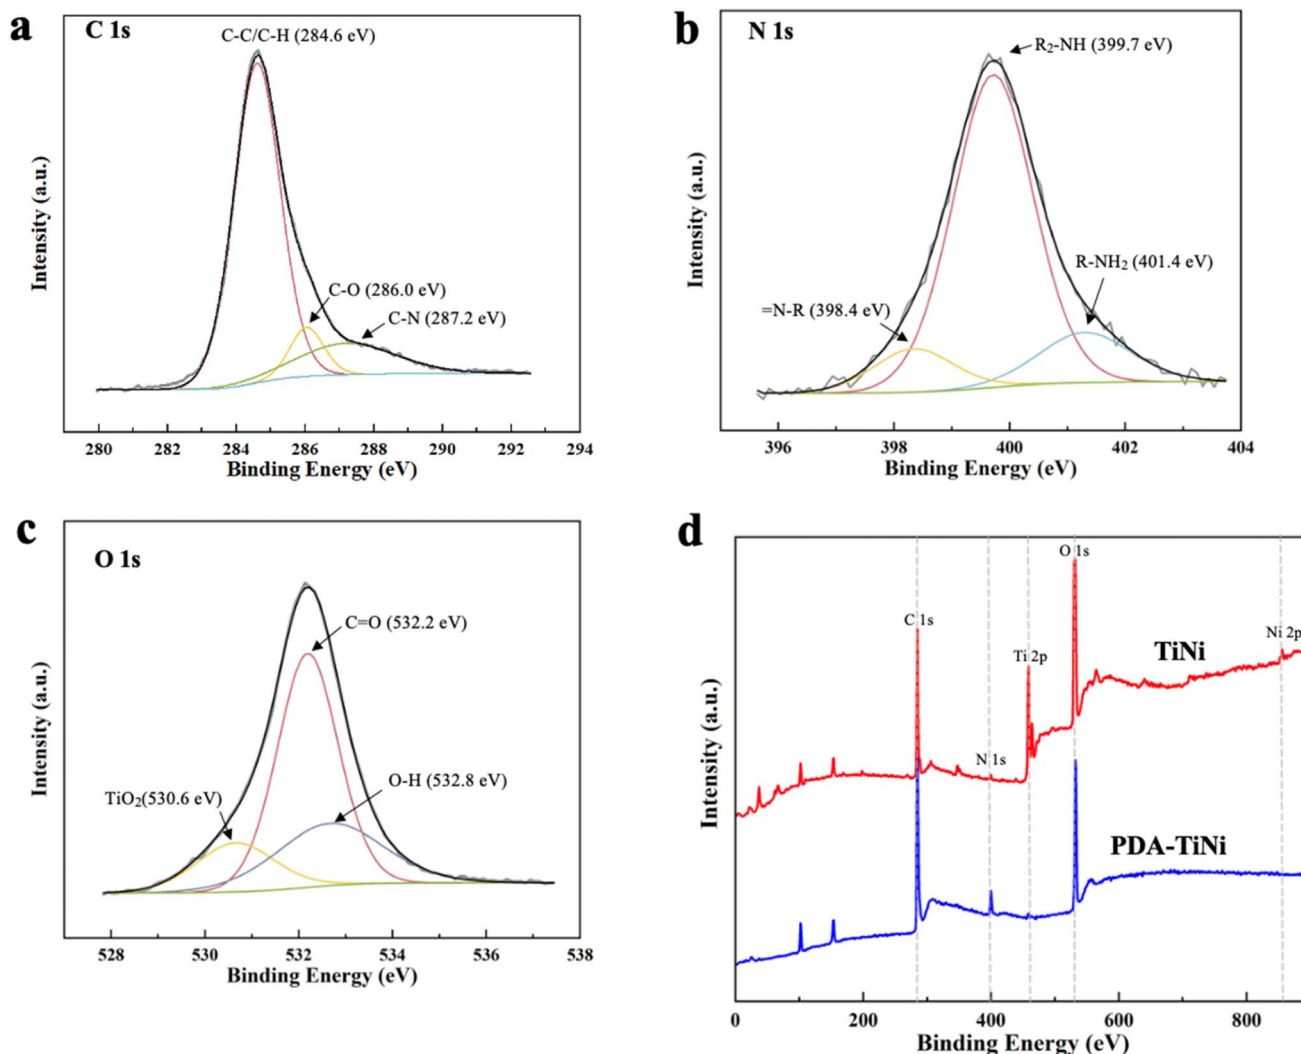 a
C 1s
C-C/C-H (284.6 eV)
C-O (286.0 eV)
C-N (287.2 eV)
Intensity (a.u.)
280 282 284 286 288 290 292 294
Binding Energy (eV)
b
N 1s
R₂-NH (399.7 eV)
R-NH₂ (401.4 eV)
=N-R (398.4 eV)
Intensity (a.u.)
396 398 400 402 404
Binding Energy (eV)
c
O 1s
C=O (532.2 eV)
O-H (532.8 eV)
TiO₂(530.6 eV)
Intensity (a.u.)
528 530 532 534 536 538
Binding Energy (eV)
d
O 1s
C 1s
Ni 2p
TiNi
Ti 2p
N 1s
PDA-TiNi
Intensity (a.u.)
0 200 400 600 800
Binding Energy (eV)